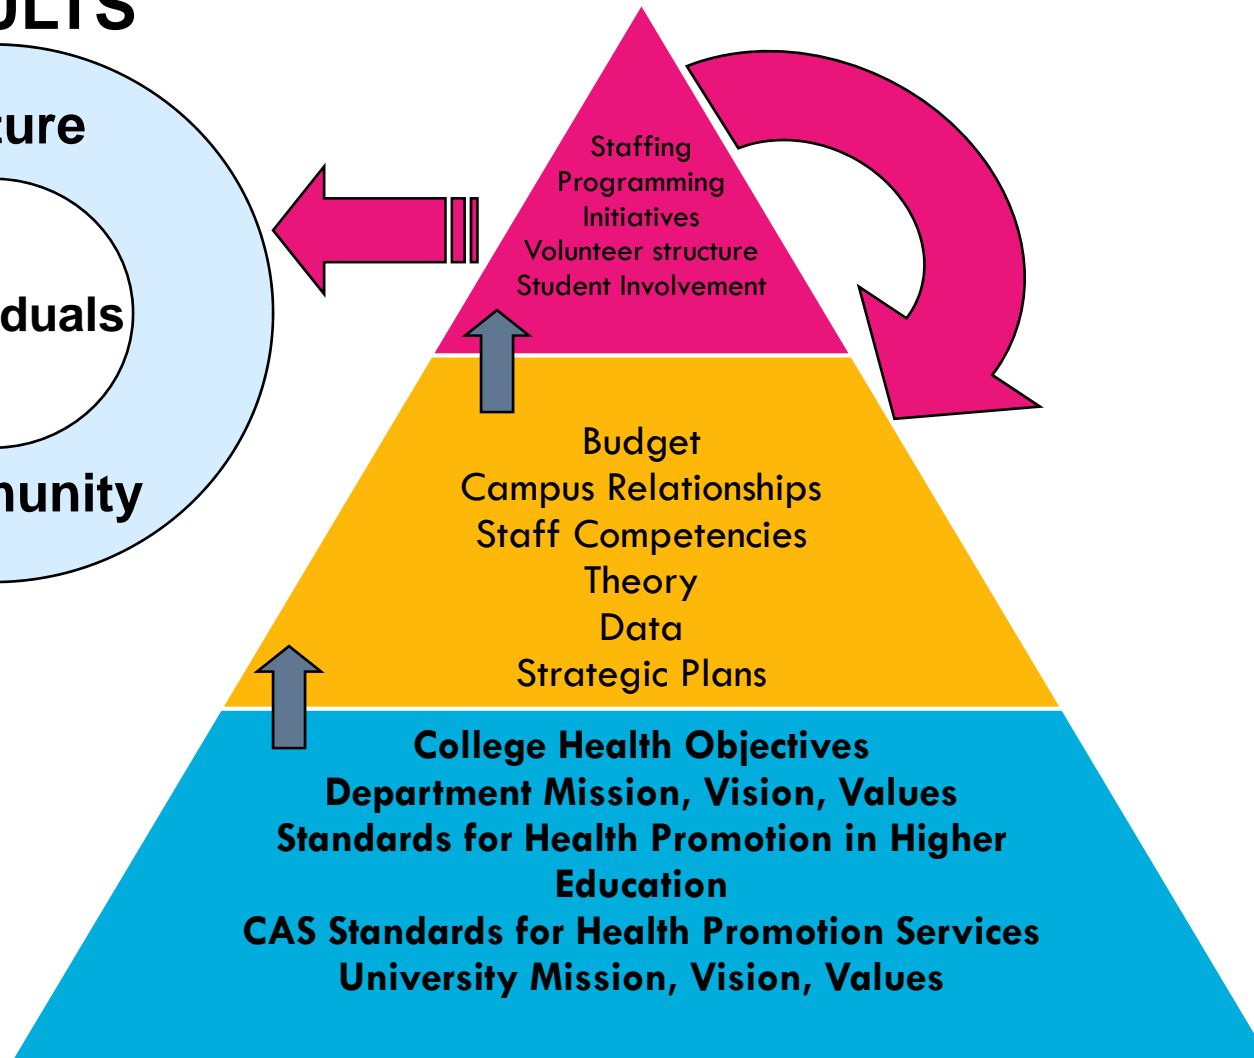 ULTS
ture
duals
munity
Staffing
Programming
Initiatives
Volunteer structure
Student Involvement
Budget
Campus Relationships
Staff Competencies
Theory
Data
Strategic Plans
College Health Objectives
Department Mission, Vision, Values
Standards for Health Promotion in Higher
Education
CAS Standards for Health Promotion Services
University Mission, Vision, Values